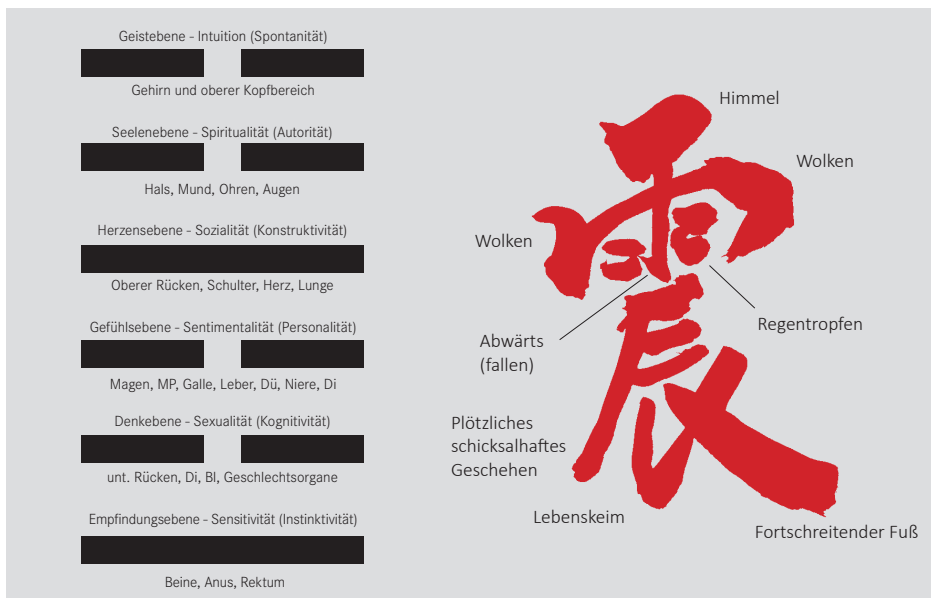 Geistebene - Intuition (Spontanität)
Gehirn und oberer Kopfbereich
Seelenebene - Spiritualität (Autorität)
Hals, Mund, Ohren, Augen
Herzensebene - Sozialität (Konstruktivität)
Oberer Rücken, Schulter, Herz, Lunge
Gefühlsebene - Sentimentalität (Personalität)
Magen, MP, Galle, Leber, Dü, Niere, Di
Denkebene - Sexualität (Kognitivität)
unt. Rücken, Di, Bl, Geschlechtsorgane
Empfindungsebene - Sensitivität (Instinktivität)
Beine, Anus, Rektum
震
Himmel
Wolken
Wolken
Regentropfen
Abwärts
(fallen)
Plötzliches
schicksalhaftes
Geschehen
Lebenskeim
Fortschreitender Fuß